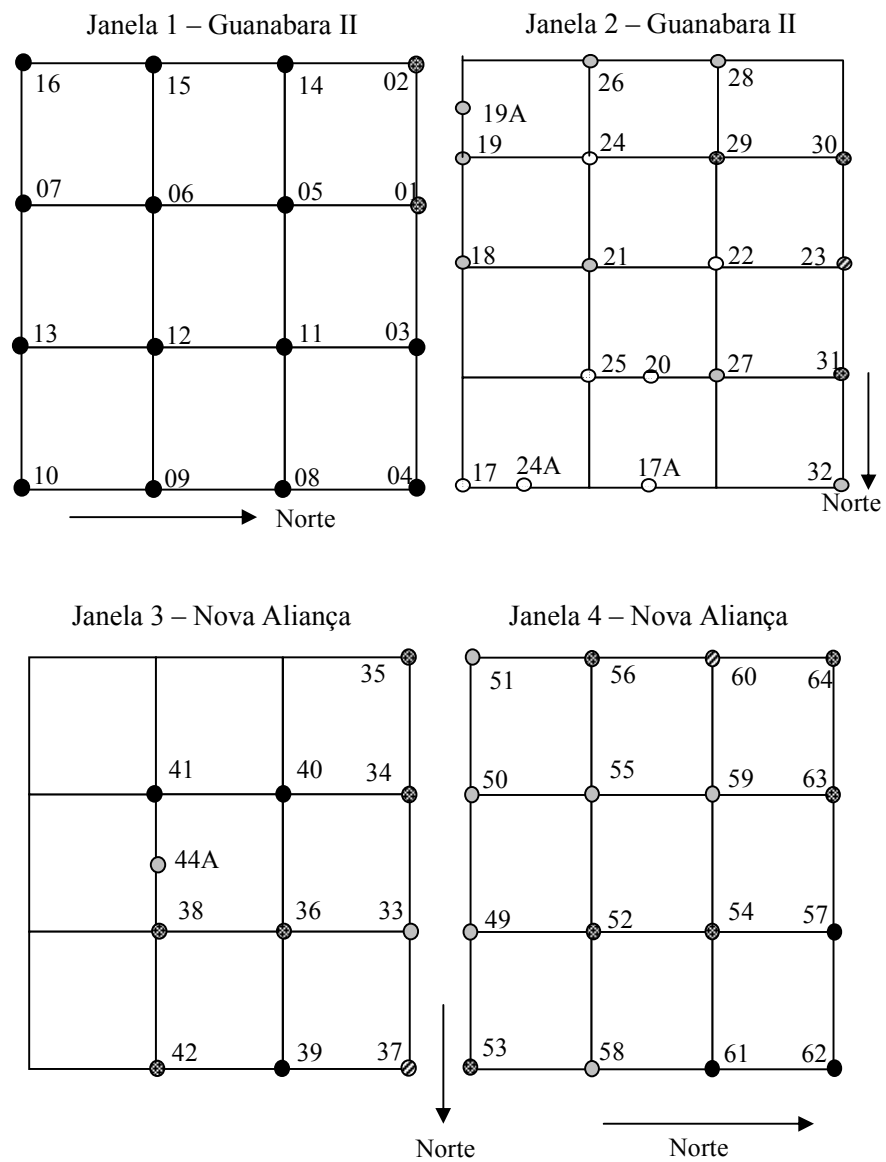 Janela 1 – Guanabara II
16 15 14 02
07 06 05 01
13 12 11 03
10 09 08 04
Norte
Janela 2 – Guanabara II
26 28
19A
19 24 29 30
18 21 22 23
25 20 27 31
17 24A 17A 32
Norte
Janela 3 – Nova Aliança
35
41 40 34
44A
38 36 33
42 39 37
Norte
Janela 4 – Nova Aliança
51 56 60 64
50 55 59 63
49 52 54 57
53 58 61 62
Norte